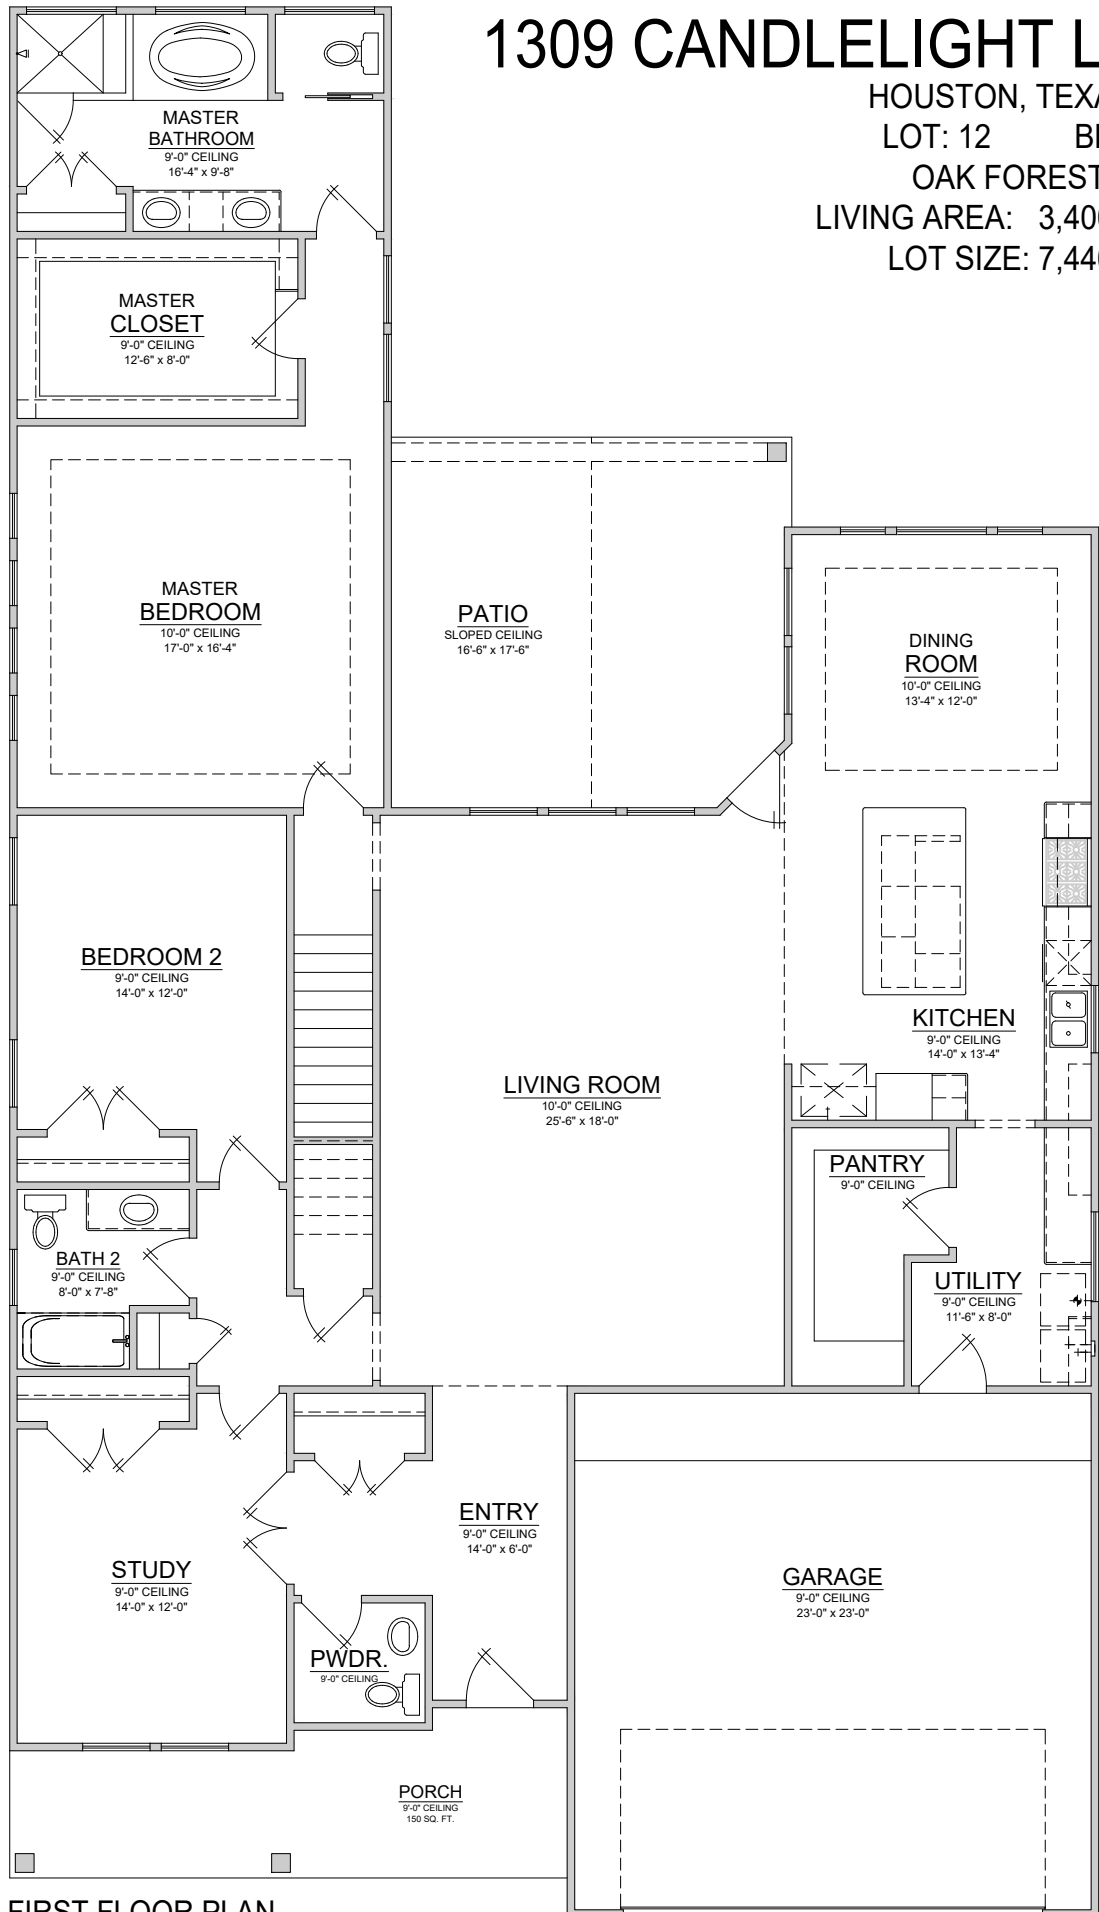 1309 CANDLELIGHT L
HOUSTON, TEXA
LOT: 12 BL
OAK FOREST
LIVING AREA: 3,400
LOT SIZE: 7,440
MASTER
BATHROOM
9'-0" CEILING
16'-4" x 9'-8"
MASTER
CLOSET
9'-0" CEILING
12'-6" x 8'-0"
MASTER
BEDROOM
10'-0" CEILING
17'-0" x 16'-4"
PATIO
SLOPED CEILING
16'-6" x 17'-6"
DINING
ROOM
10'-0" CEILING
13'-4" x 12'-0"
BEDROOM 2
9'-0" CEILING
14'-0" x 12'-0"
KITCHEN
9'-0" CEILING
14'-0" x 13'-4"
LIVING ROOM
10'-0" CEILING
25'-6" x 18'-0"
PANTRY
9'-0" CEILING
BATH 2
9'-0" CEILING
8'-0" x 7'-8"
UTILITY
9'-0" CEILING
11'-6" x 8'-0"
ENTRY
9'-0" CEILING
14'-0" x 6'-0"
STUDY
9'-0" CEILING
14'-0" x 12'-0"
GARAGE
9'-0" CEILING
23'-0" x 23'-0"
PWDR.
9'-0" CEILING
PORCH
9'-0" CEILING
150 SQ. FT.
FIRST FLOOR PLAN